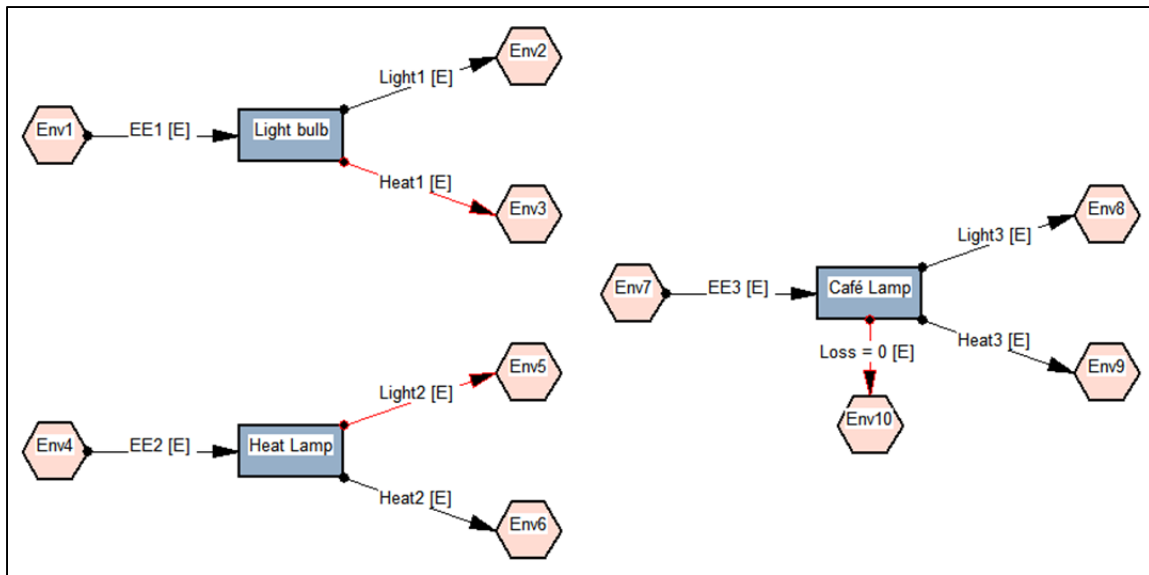 Env2
Light1 [E]
Env1
EE1 [E]
Light bulb
Heat1 [E]
Env3
Env8
Light3 [E]
Env7
EE3 [E]
Café Lamp
Heat3 [E]
Loss = 0 [E]
Env9
Env10
Env5
Light2 [E]
Env4
EE2 [E]
Heat Lamp
Heat2 [E]
Env6